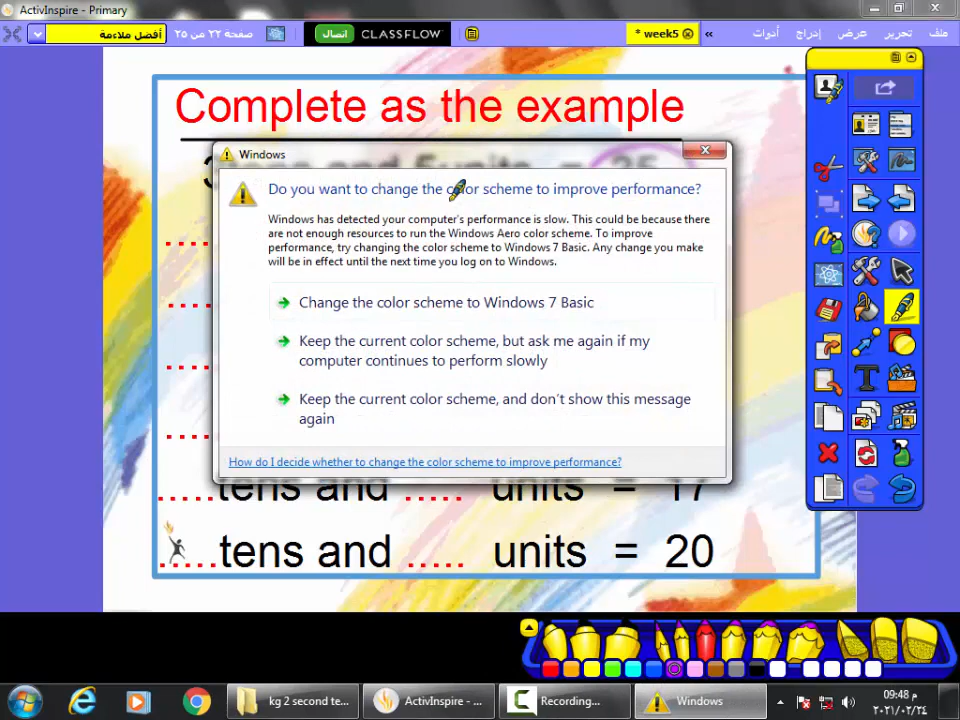 ActivInspire - Primary
أفضل ملاءمة
صفحة ٢٢ من ٢٥
اتصال
CLASSFLOW
week5 *
»
أدوات
إدراج
عرض
تحرير
ملف
Complete as the example
Windows
Do you want to change the color scheme to improve performance?
Windows has detected your computer's performance is slow. This could be because there
are not enough resources to run the Windows Aero color scheme. To improve
performance, try changing the color scheme to Windows 7 Basic. Any change you make
will be in effect until the next time you log on to Windows.
Change the color scheme to Windows 7 Basic
Keep the current color scheme, but ask me again if my
computer continues to perform slowly
Keep the current color scheme, and don't show this message
again
How do I decide whether to change the color scheme to improve performance?
.....tens and ..... units = 17
.....tens and ..... units = 20
kg 2 second te...
ActivInspire - ...
Recording...
Windows
09:48 م
٢٠٢١/٠٢/٢٤